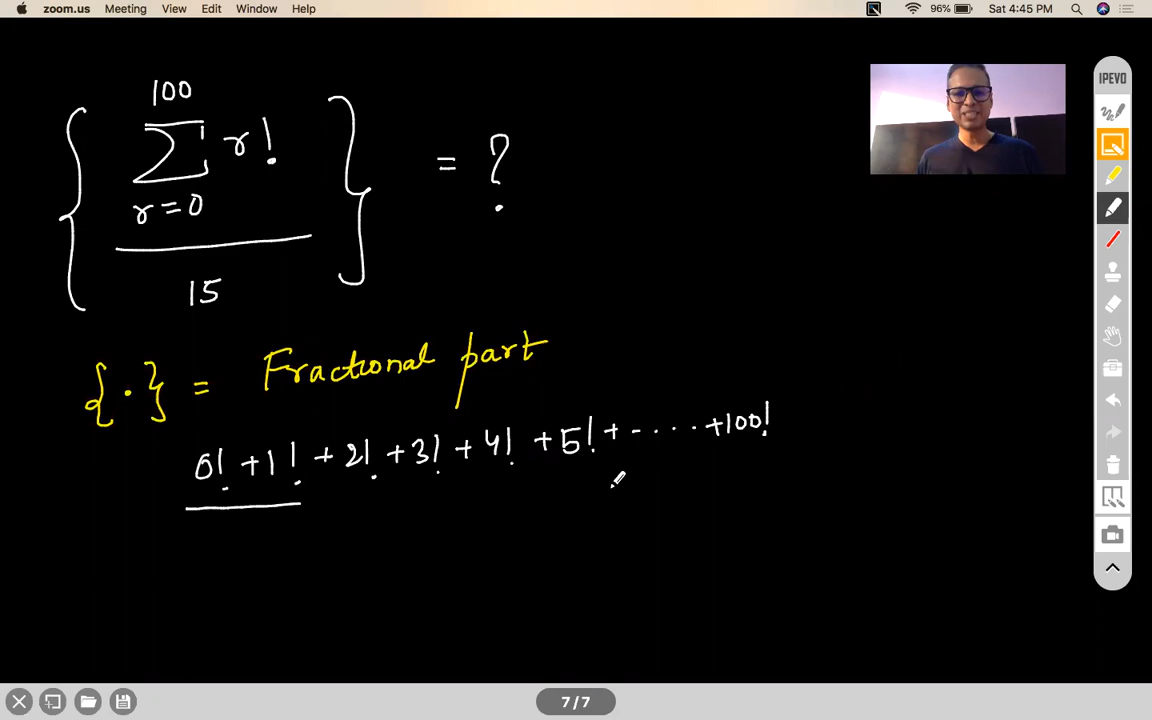 zoom.us Meeting View Edit Window Help 96% Sat 4:45 PM
IPEVO
100
{ ∑ r! } = ?
r=0
15
{·} = Fractional part
0! + 1! + 2! + 3! + 4! + 5! + - . . . . +100!
7/7